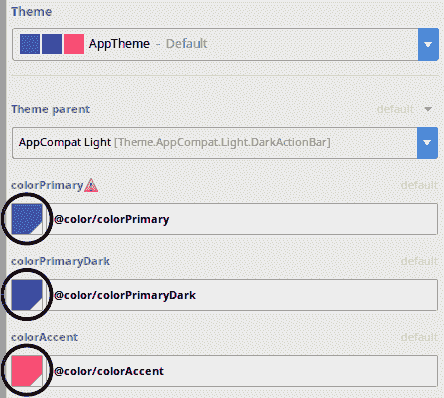 Theme
AppTheme - Default
Theme parent default
AppCompat Light [Theme.AppCompat.Light.DarkActionBar]
colorPrimary default
@color/colorPrimary
colorPrimaryDark default
@color/colorPrimaryDark
colorAccent default
@color/colorAccent